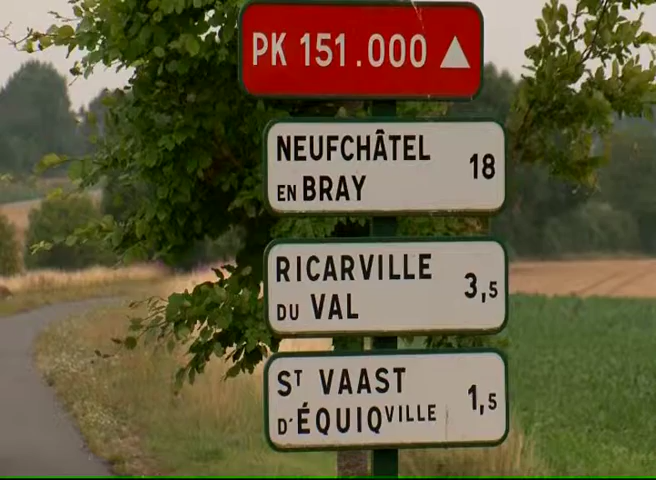 PK 151.000
NEUFCHÂTEL
EN BRAY 18
RICARVILLE
DU VAL 3,5
ST VAAST
D'ÉQUIQVILLE 1,5